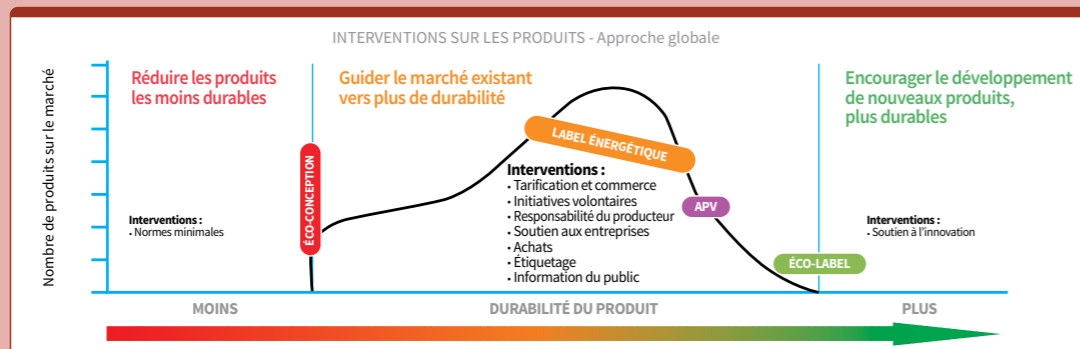 INTERVENTIONS SUR LES PRODUITS - Approche globale
Nombre de produits sur le marché
Réduire les produits
les moins durables
Guider le marché existant
vers plus de durabilité
Encourager le développement
de nouveaux produits,
plus durables
ÉCO-CONCEPTION
LABEL ÉNERGÉTIQUE
APV
ÉCO-LABEL
Interventions :
• Normes minimales
Interventions :
• Tarification et commerce
• Initiatives volontaires
• Responsabilité du producteur
• Soutien aux entreprises
• Achats
• Étiquetage
• Information du public
Interventions :
• Soutien à l'innovation
MOINS
DURABILITÉ DU PRODUIT
PLUS